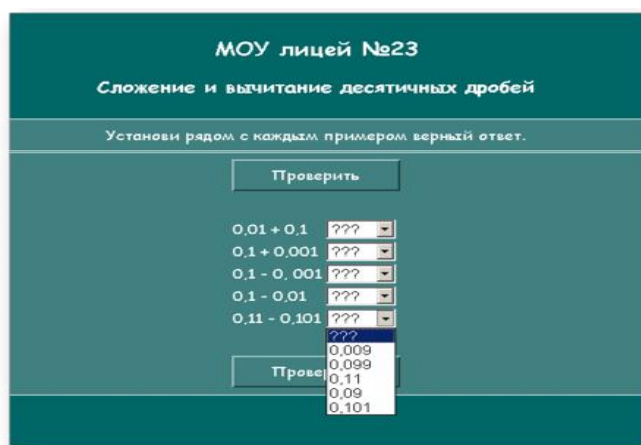 МОУ лицей №23
Сложение и вычитание десятичных дробей
Установи рядом с каждым примером верный ответ.
Проверить
0,01 + 0,1 ???
0,1 + 0,001 ???
0,1 - 0, 001 ???
0,1 - 0,01 ???
0,11 - 0,101 ???
???
0,009
0,099
0,11
0,09
0,101
Прове